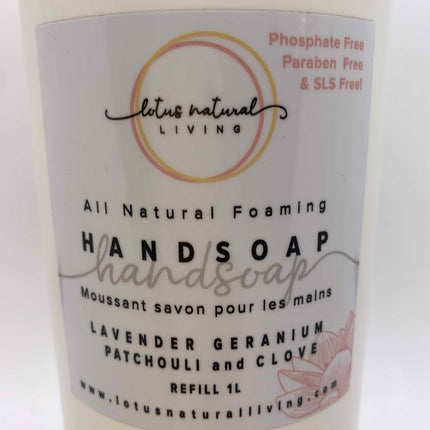 Phosphate Free
Paraben Free
& SLS Free!
lotus natural
LIVING
All Natural Foaming
HANDSOAP
handsoap
Moussant savon pour les mains
LAVENDER GERANIUM
PATCHOULI and CLOVE
REFILL 1L
www.lotusnaturalliving.com